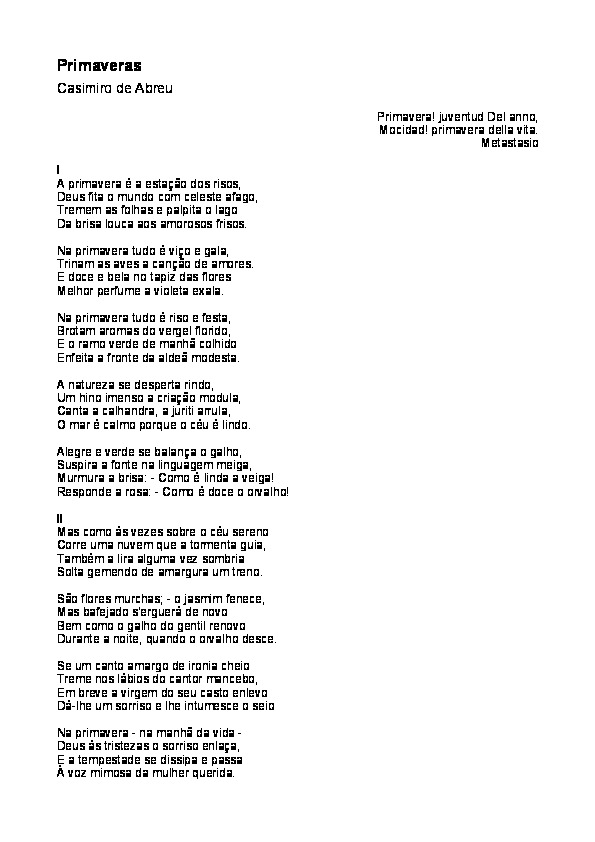 Primaveras
Casimiro de Abreu
Primavera! juventud Del anno,
Mocidad! primavera della vita.
Metastasio
I
A primavera é a estação dos risos,
Deus fita o mundo com celeste afago,
Tremem as folhas e palpita o lago
Da brisa louca aos amorosos frisos.
Na primavera tudo é viço e gala,
Trinam as aves a canção de amores.
E doce e bela no tapiz das flores
Melhor perfume a violeta exala.
Na primavera tudo é riso e festa,
Brotam aromas do vergel florido,
E o ramo verde de manhã colhido
Enfeita a fronte da aldeã modesta.
A natureza se desperta rindo,
Um hino imenso a criação modula,
Canta a calhandra, a juriti arrula,
O mar é calmo porque o céu é lindo.
Alegre e verde se balança o galho,
Suspira a fonte na linguagem meiga,
Murmura a brisa: - Como é linda a veiga!
Responde a rosa: - Como é doce o orvalho!
II
Mas como às vezes sobre o céu sereno
Corre uma nuvem que a tormenta guia,
Também a lira alguma vez sombria
Solta gemendo de amargura um treno.
São flores murchas; - o jasmim fenece,
Mas bafejado s'erguerá de novo
Bem como o galho do gentil renovo
Durante a noite, quando o orvalho desce.
Se um canto amargo de ironia cheio
Treme nos lábios do cantor mancebo,
Em breve a virgem do seu casto enlevo
Dá-lhe um sorriso e lhe intumesce o seio
Na primavera - na manhã da vida -
Deus às tristezas o sorriso enlaça,
E a tempestade se dissipa e passa
À voz mimosa da mulher querida.